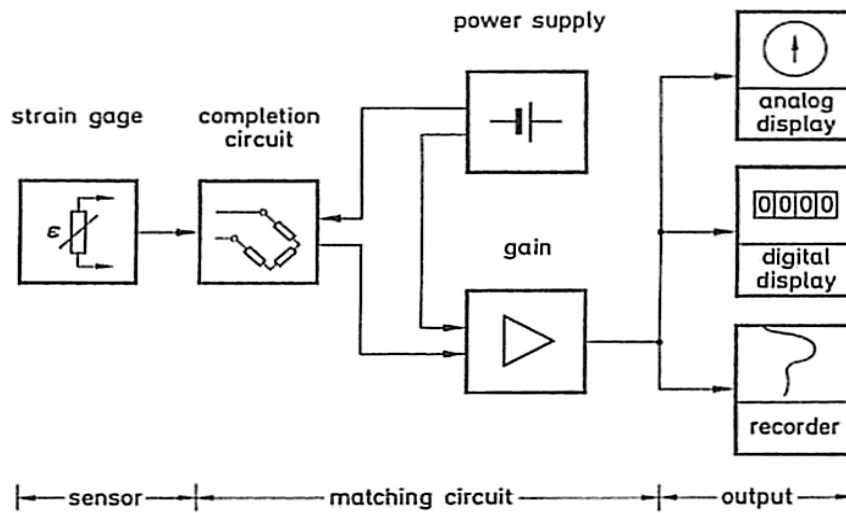 power supply
strain gage
completion
circuit
analog
display
ε
0000
gain
digital
display
recorder
sensor
matching circuit
output